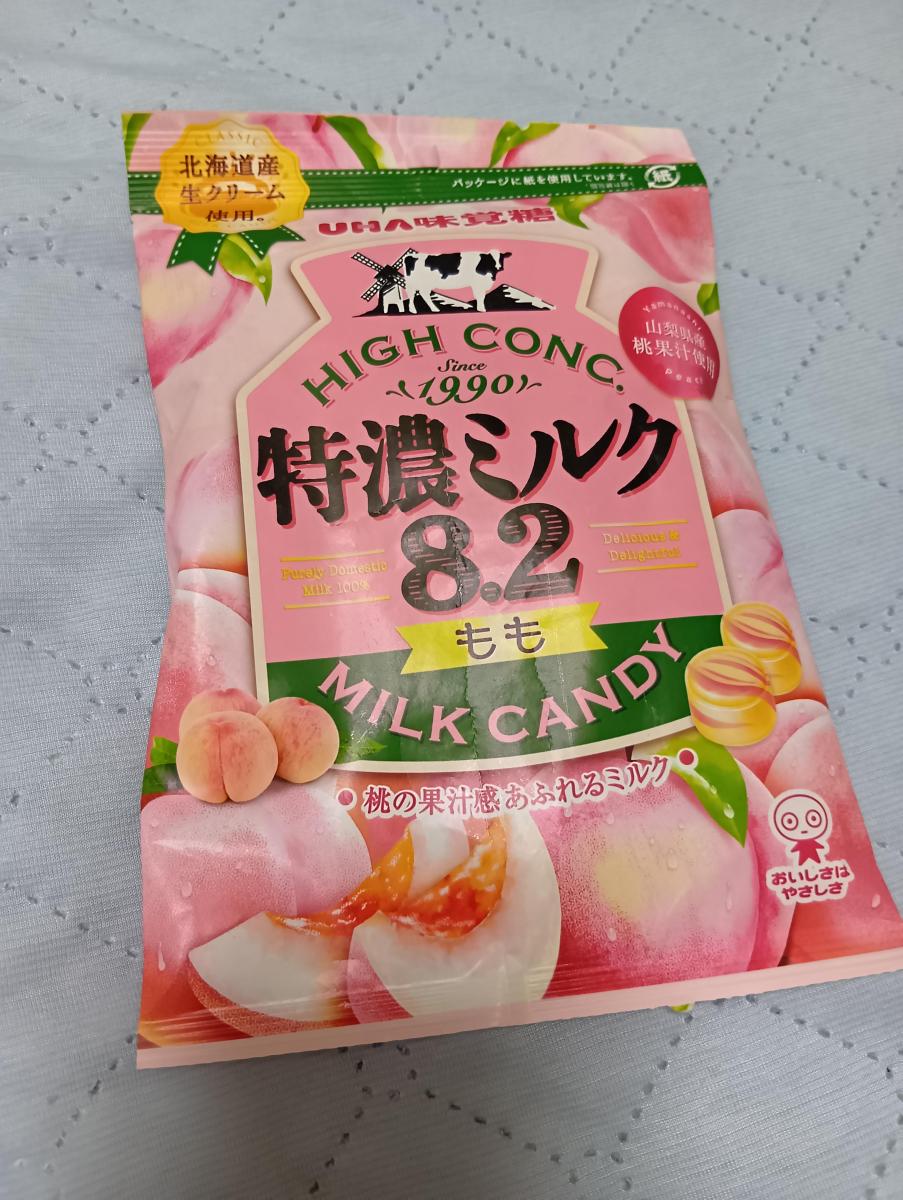 CLASSIC
北海道産
生クリーム
使用。
パッケージに紙を使用しています。
紙
UHA味覚糖
HIGH CONC.
Since
1990
Yamanashi
山梨県産
桃果汁使用
Peach
特濃ミルク
8.2
Purely Domestic
Milk 100%
Delicious &
Delightful
もも
MILK CANDY
桃の果汁感あふれるミルク
おいしさは
やさしさ